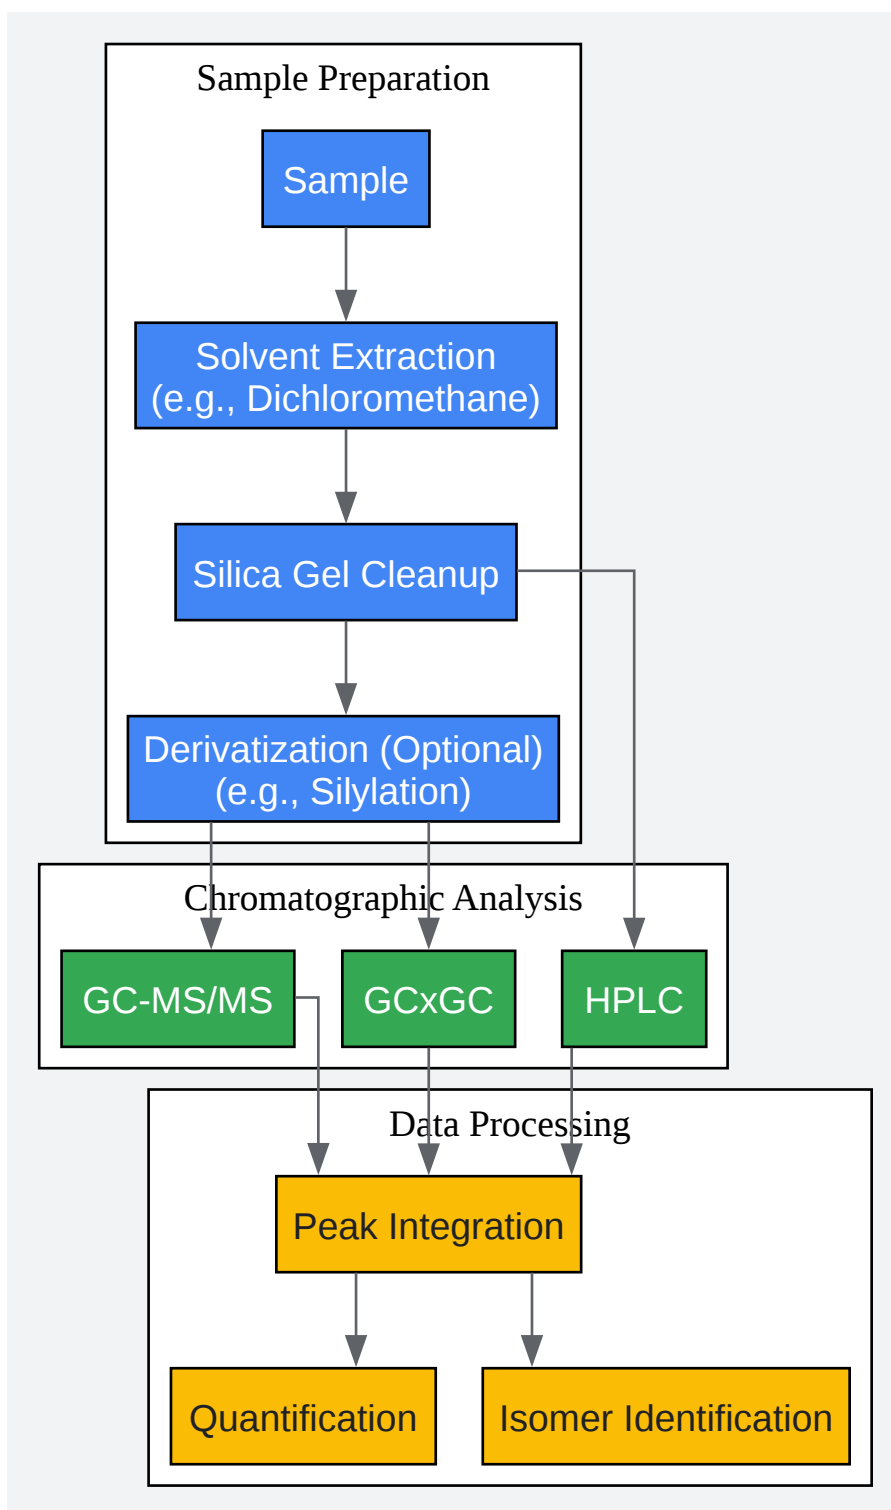 Sample Preparation
Sample
Solvent Extraction
(e.g., Dichloromethane)
Silica Gel Cleanup
Derivatization (Optional)
(e.g., Silylation)
Chromatographic Analysis
GC-MS/MS
GCxGC
HPLC
Data Processing
Peak Integration
Quantification
Isomer Identification